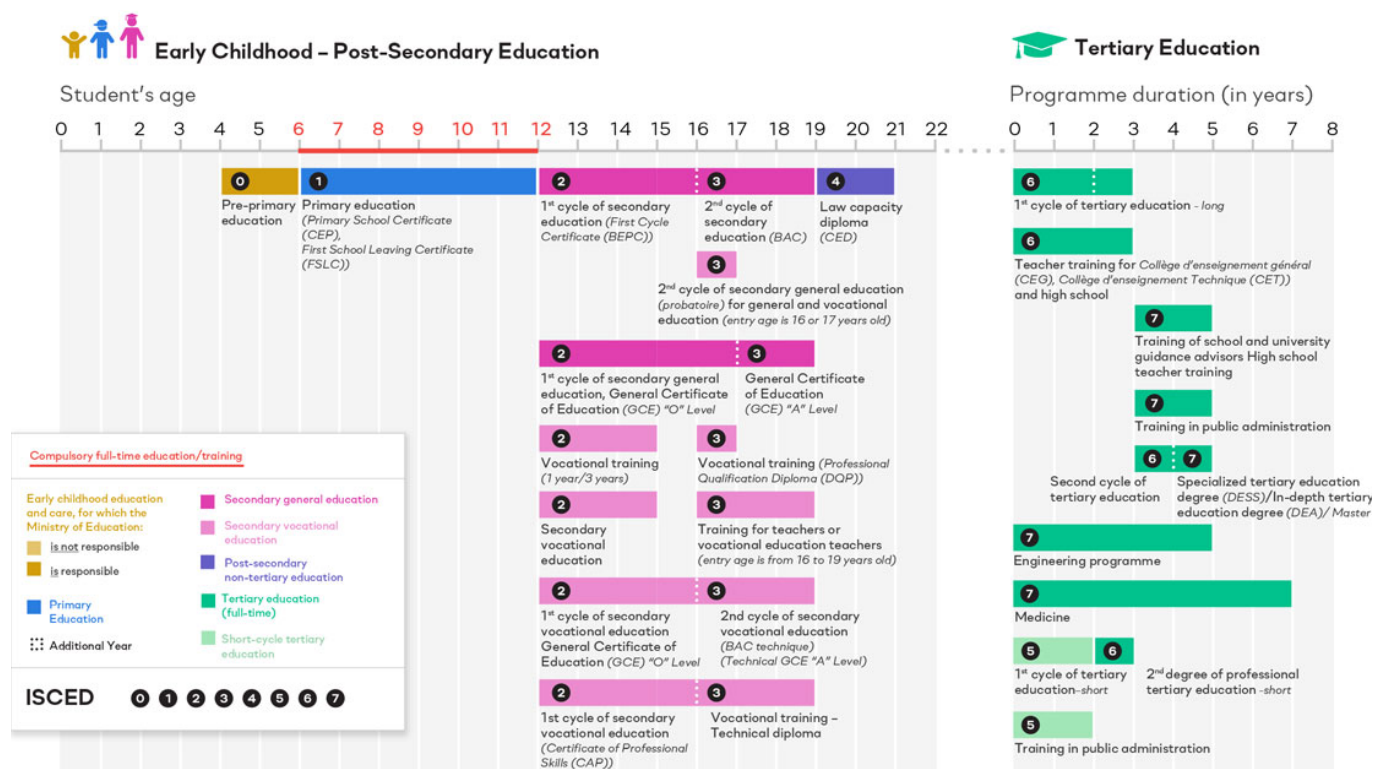 Early Childhood – Post-Secondary Education
Student's age
0 1 2 3 4 5 6 7 8 9 10 11 12 13 14 15 16 17 18 19 20 21 22
0
Pre-primary
education
1
Primary education
(Primary School Certificate
(CEP),
First School Leaving Certificate
(FSLC))
2
1st cycle of secondary
education (First Cycle
Certificate (BEPC))
3
2nd cycle of
secondary
education (BAC)
4
Law capacity
diploma
(CED)
3
2nd cycle of secondary general education
(probatoire) for general and vocational
education (entry age is 16 or 17 years old)
2
1st cycle of secondary general
education, General Certificate
of Education (GCE) "O" Level
3
General Certificate
of Education
(GCE) "A" Level
2
Vocational training
(1 year/3 years)
3
Vocational training (Professional
Qualification Diploma (DQP))
2
Secondary
vocational
education
3
Training for teachers or
vocational education teachers
(entry age is from 16 to 19 years old)
2
1st cycle of secondary
vocational education
General Certificate of
Education (GCE) "O" Level
3
2nd cycle of secondary
vocational education
(BAC technique)
(Technical GCE "A" Level)
2
1st cycle of secondary
vocational education
(Certificate of Professional
Skills (CAP))
3
Vocational training –
Technical diploma
Compulsory full-time education/training
Early childhood education
and care, for which the
Ministry of Education:
is not responsible
is responsible
Primary
Education
Additional Year
Secondary general education
Secondary vocational
education
Post-secondary
non-tertiary education
Tertiary education
(full-time)
Short-cycle tertiary
education
ISCED 0 1 2 3 4 5 6 7
Tertiary Education
Programme duration (in years)
0 1 2 3 4 5 6 7 8
6
1st cycle of tertiary education - long
6
Teacher training for Collège d'enseignement général
(CEG), Collège d'enseignement Technique (CET))
and high school
7
Training of school and university
guidance advisors High school
teacher training
7
Training in public administration
6 7
Second cycle of
tertiary education
Specialized tertiary education
degree (DESS)/In-depth tertiary
education degree (DEA)/ Master
7
Engineering programme
7
Medicine
5 6
1st cycle of tertiary
education-short
2nd degree of professional
tertiary education -short
5
Training in public administration